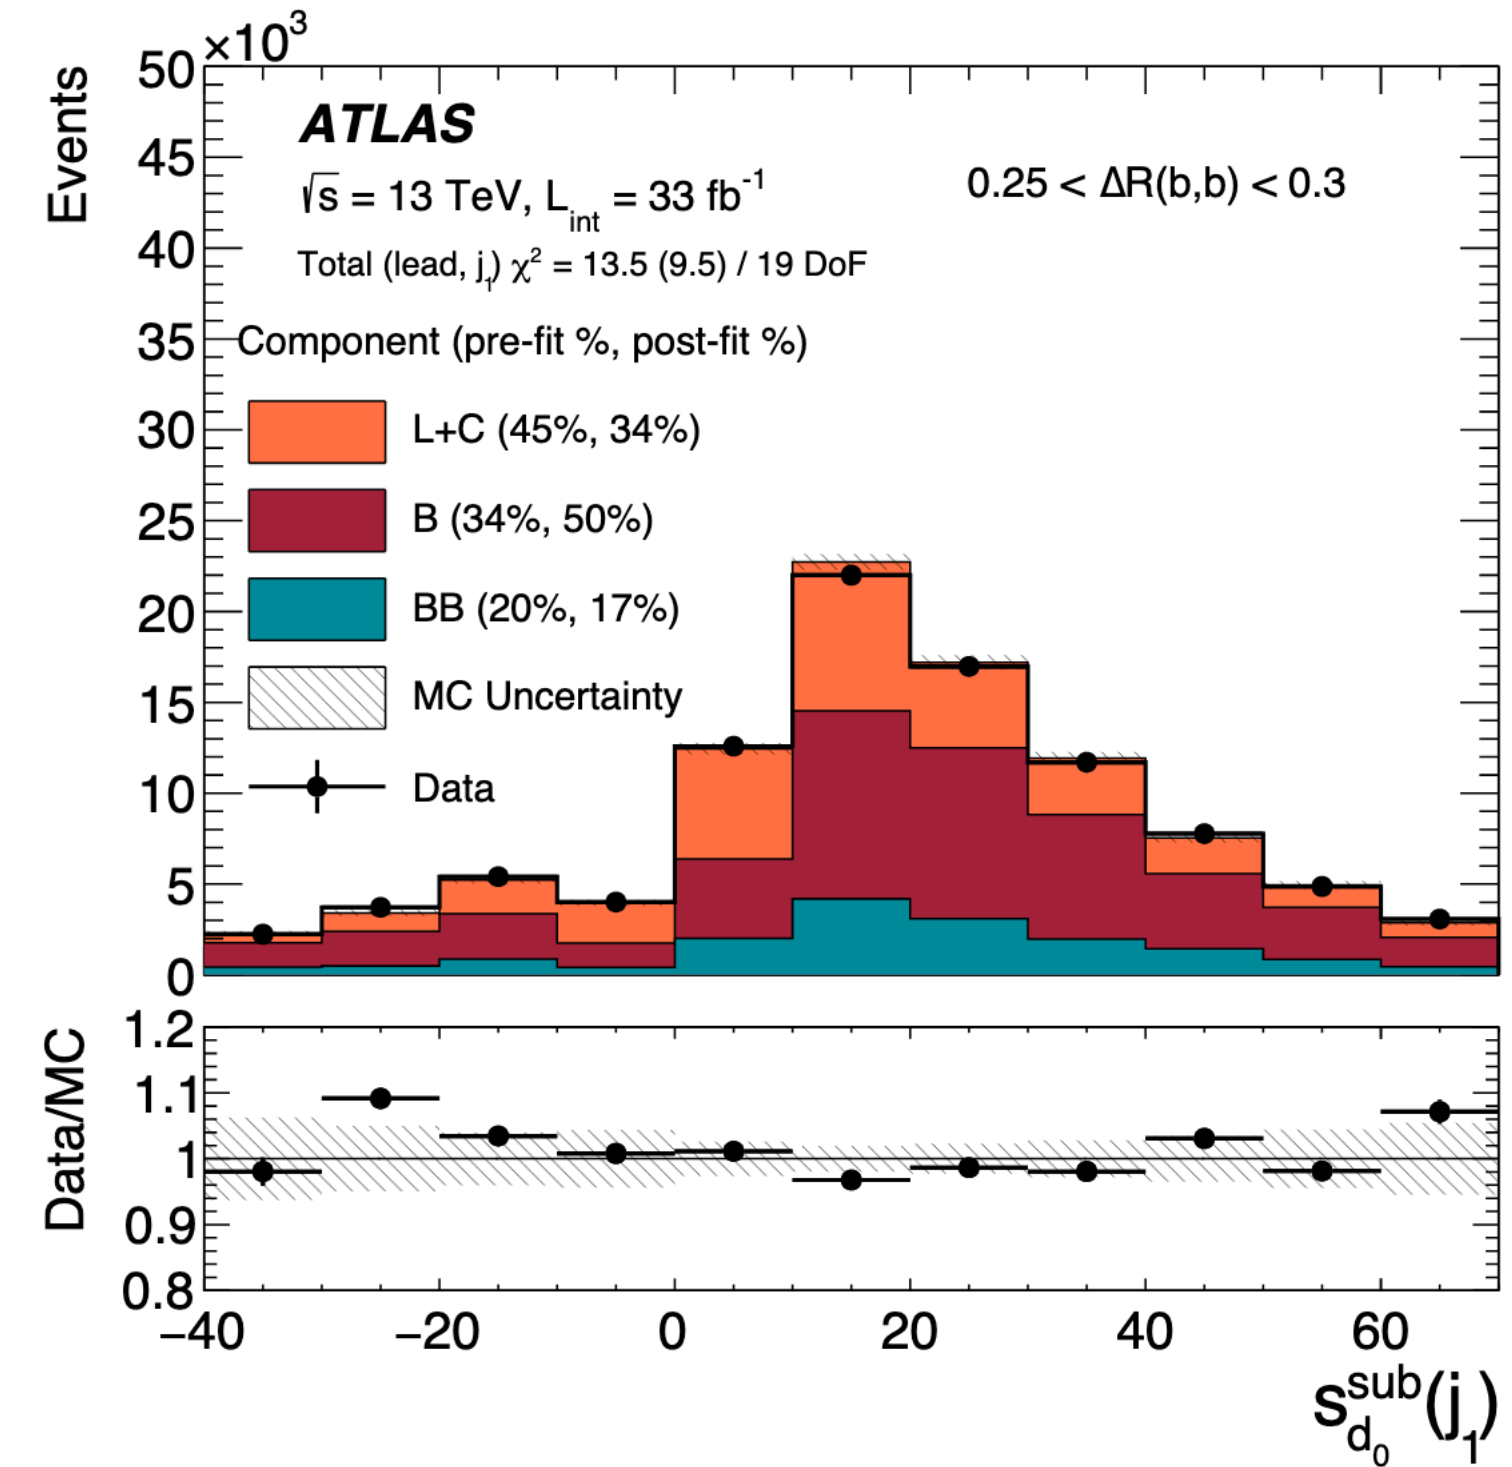 ×10³
Events
50
45
40
35
30
25
20
15
10
5
0
ATLAS
√s = 13 TeV, L_int = 33 fb⁻¹
0.25 < ΔR(b,b) < 0.3
Total (lead, j₁) χ² = 13.5 (9.5) / 19 DoF
Component (pre-fit %, post-fit %)
L+C (45%, 34%)
B (34%, 50%)
BB (20%, 17%)
MC Uncertainty
Data
Data/MC
1.2
1.1
1
0.9
0.8
−40 −20 0 20 40 60
s_{d₀}^{sub}(j₁)